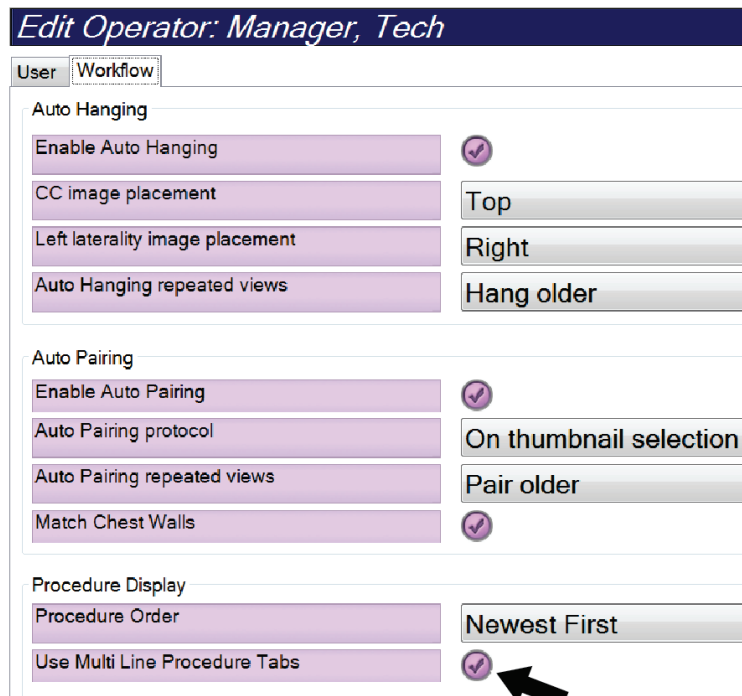 Edit Operator: Manager, Tech
User Workflow
Auto Hanging
Enable Auto Hanging
CC image placement Top
Left laterality image placement Right
Auto Hanging repeated views Hang older
Auto Pairing
Enable Auto Pairing
Auto Pairing protocol On thumbnail selection
Auto Pairing repeated views Pair older
Match Chest Walls
Procedure Display
Procedure Order Newest First
Use Multi Line Procedure Tabs